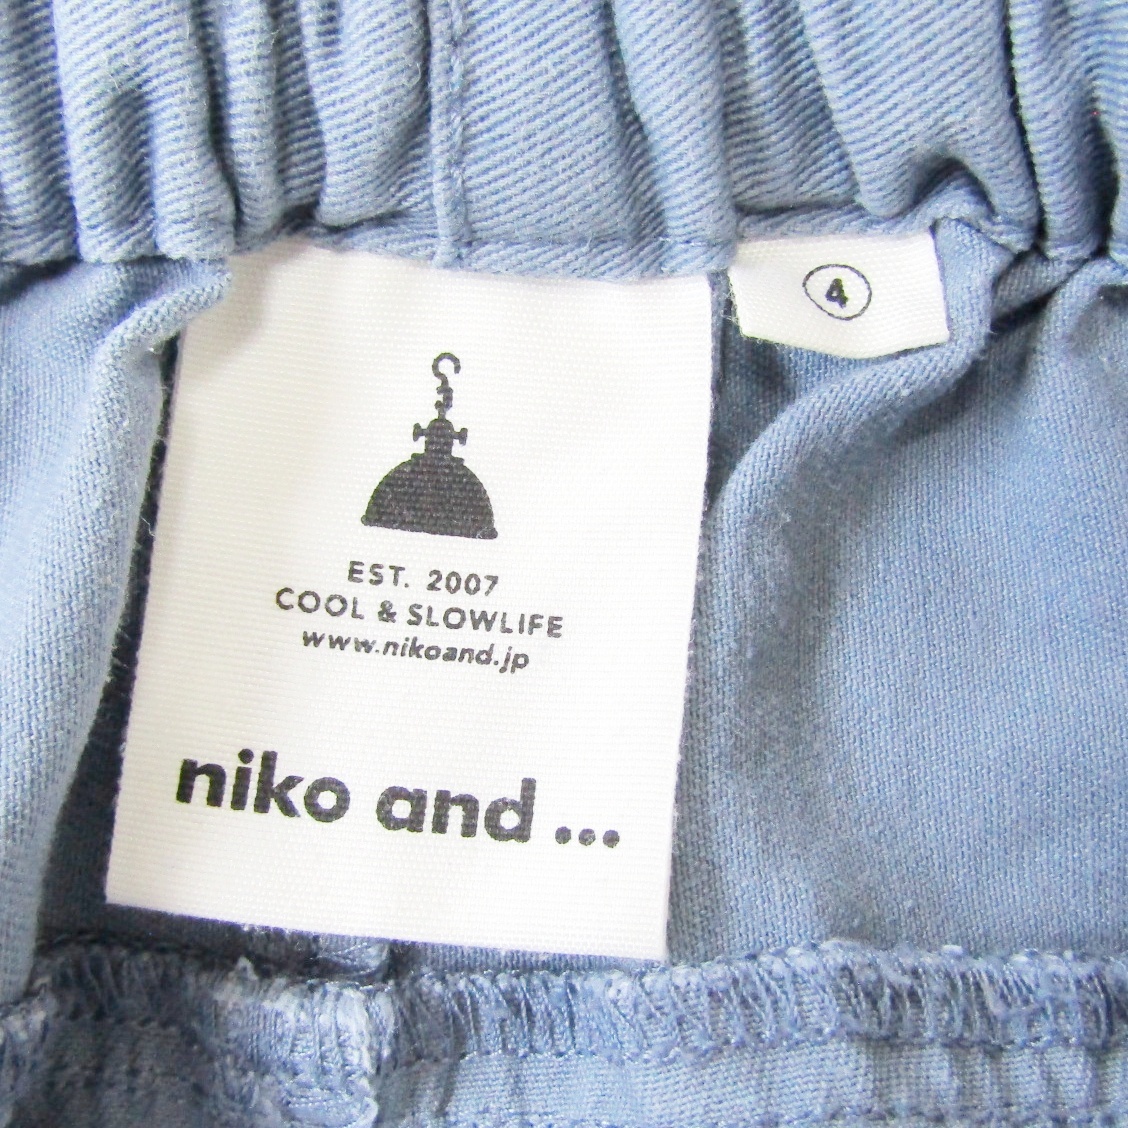 4
EST. 2007
COOL & SLOWLIFE
www.nikoand.jp
niko and ...